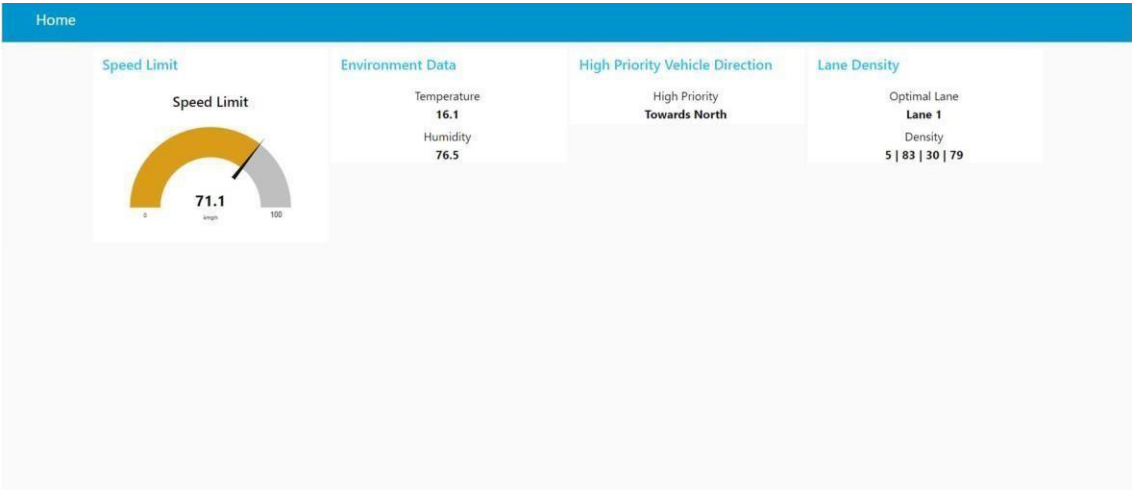 Home
Speed Limit
Speed Limit
71.1
kmph
0
100
Environment Data
Temperature
16.1
Humidity
76.5
High Priority Vehicle Direction
High Priority
Towards North
Lane Density
Optimal Lane
Lane 1
Density
5 | 83 | 30 | 79